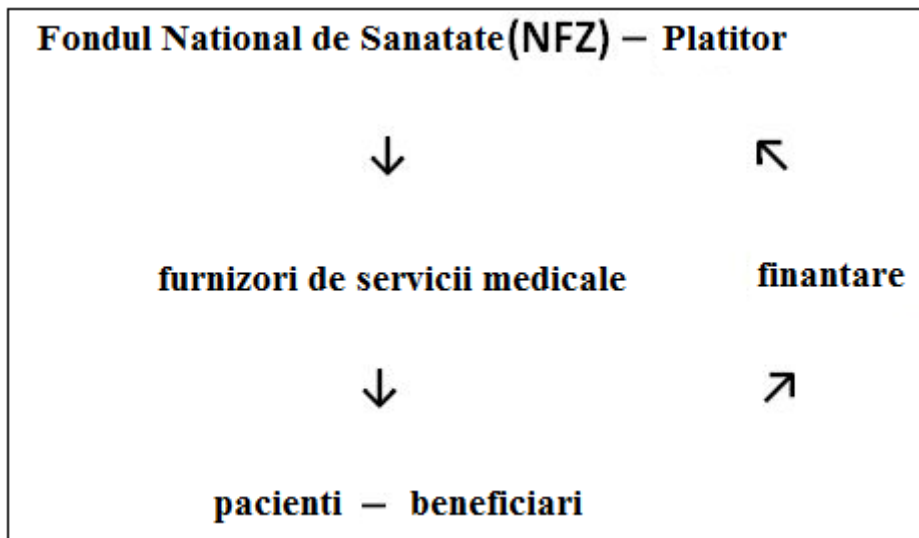 Fondul National de Sanatate (NFZ) – Platitor
↓ ↖
furnizori de servicii medicale finantare
↓ ↗
pacienti – beneficiari